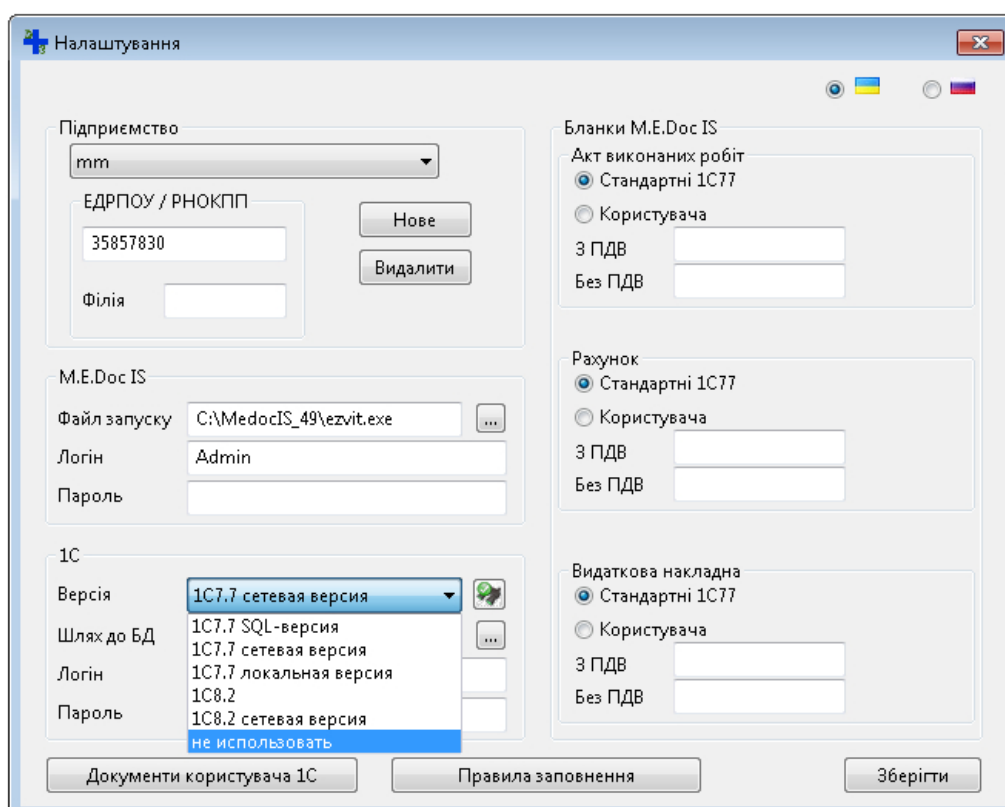 Налаштування
Підприємство
mm
ЕДРПОУ / РНОКПП
35857830
Філія
Нове
Видалити
M.E.Doc IS
Файл запуску C:\MedocIS_49\ezvit.exe ...
Логін Admin
Пароль
1С
Версія 1С7.7 сетевая версия
Шлях до БД ...
Логін
Пароль
1С7.7 SQL-версия
1С7.7 сетевая версия
1С7.7 локальная версия
1С8.2
1С8.2 сетевая версия
не использовать
Бланки M.E.Doc IS
Акт виконаних робіт
Стандартні 1С77
Користувача
З ПДВ
Без ПДВ
Рахунок
Стандартні 1С77
Користувача
З ПДВ
Без ПДВ
Видаткова накладна
Стандартні 1С77
Користувача
З ПДВ
Без ПДВ
Документи користувача 1С
Правила заповнення
Зберігти